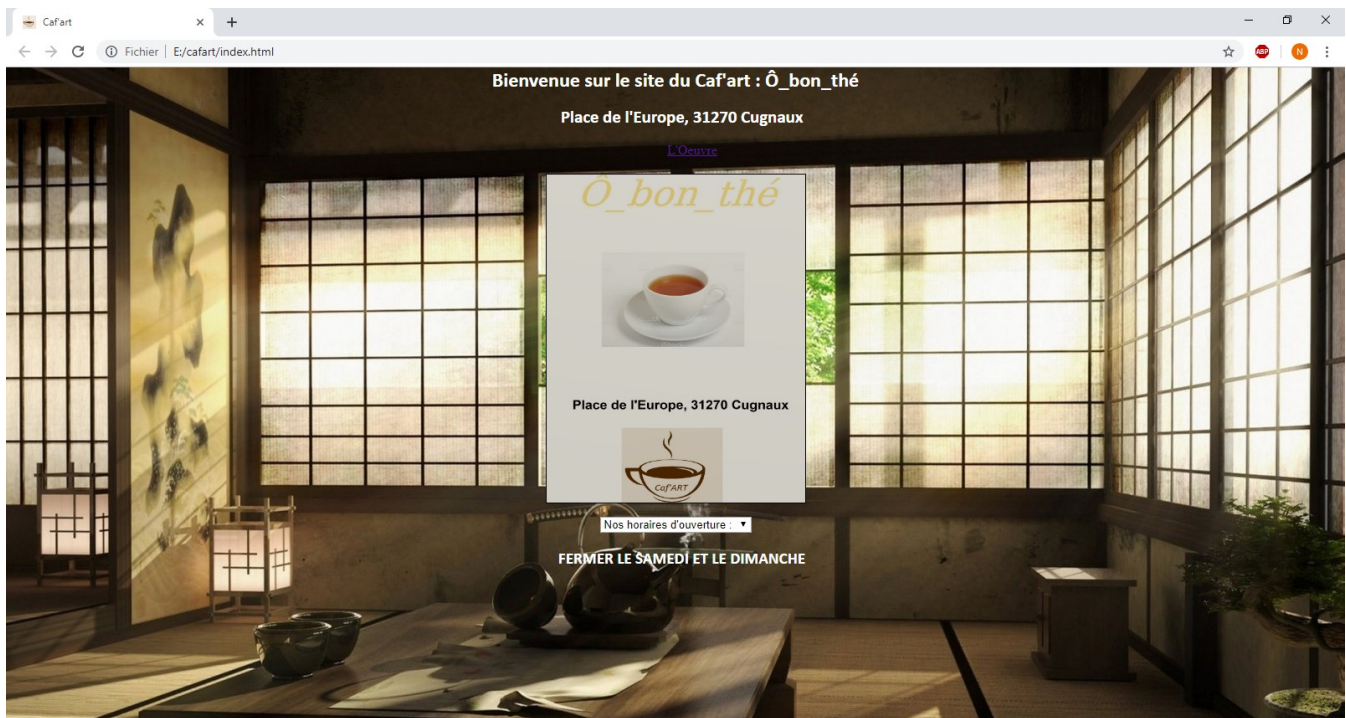 Caf'art
Fichier E:/cafart/index.html
ABP
N
Bienvenue sur le site du Caf'art : Ô_bon_thé
Place de l'Europe, 31270 Cugnaux
L'Oeuvre
Ô_bon_thé
Place de l'Europe, 31270 Cugnaux
Caf'ART
Nos horaires d'ouverture :
FERMER LE SAMEDI ET LE DIMANCHE